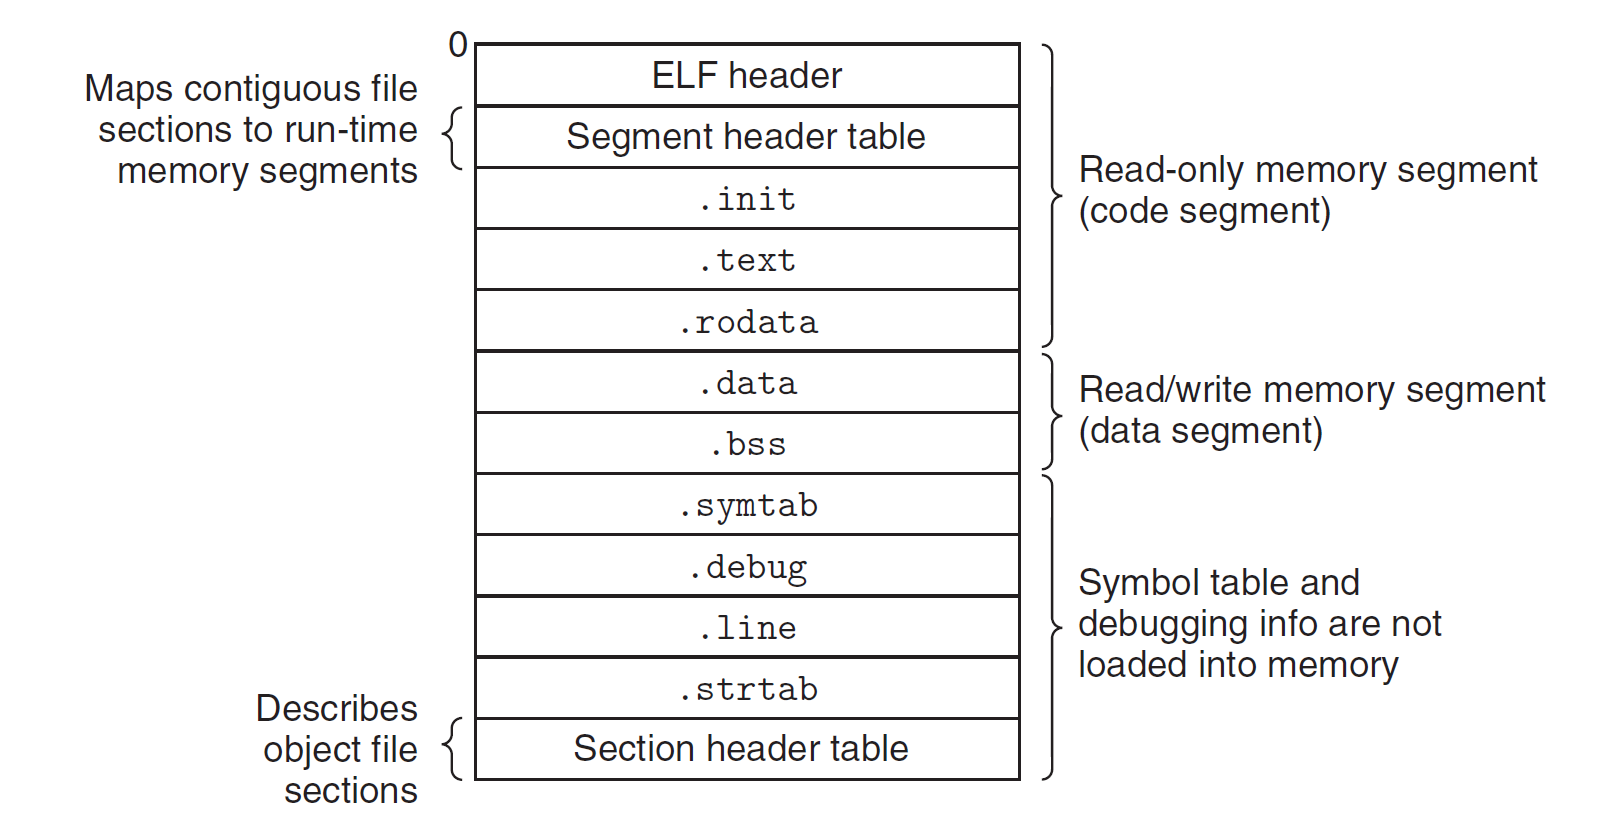 0
ELF header
Maps contiguous file
sections to run-time
memory segments
Segment header table
.init
.text
.rodata
Read-only memory segment
(code segment)
.data
.bss
Read/write memory segment
(data segment)
.symtab
.debug
.line
.strtab
Symbol table and
debugging info are not
loaded into memory
Describes
object file
sections
Section header table